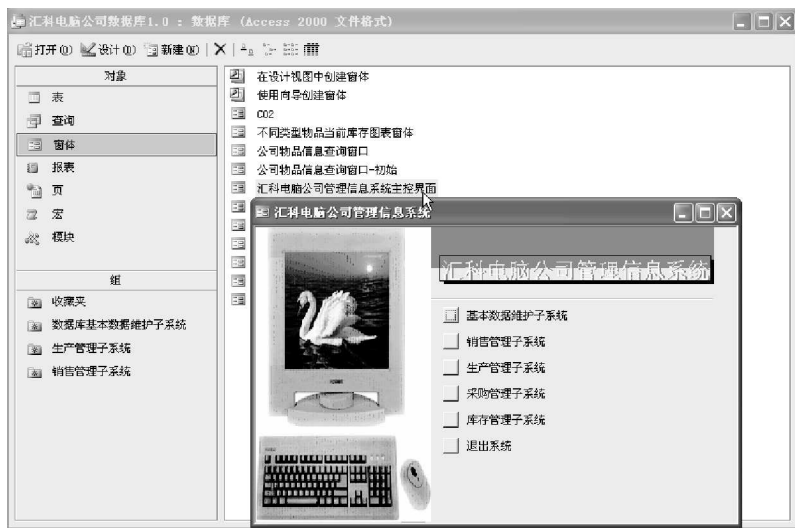 汇科电脑公司数据库1.0 : 数据库 (Access 2000 文件格式)
打开(O) 设计(D) 新建(N)
对象
表
查询
窗体
报表
页
宏
模块
组
收藏夹
数据库基本数据维护子系统
生产管理子系统
销售管理子系统
在设计视图中创建窗体
使用向导创建窗体
C02
不同类型物品当前库存图表窗体
公司物品信息查询窗口
公司物品信息查询窗口-初始
汇科电脑公司管理信息系统主控界面
汇科电脑公司管理信息系统
汇科电脑公司管理信息系统
基本数据维护子系统
销售管理子系统
生产管理子系统
采购管理子系统
库存管理子系统
退出系统